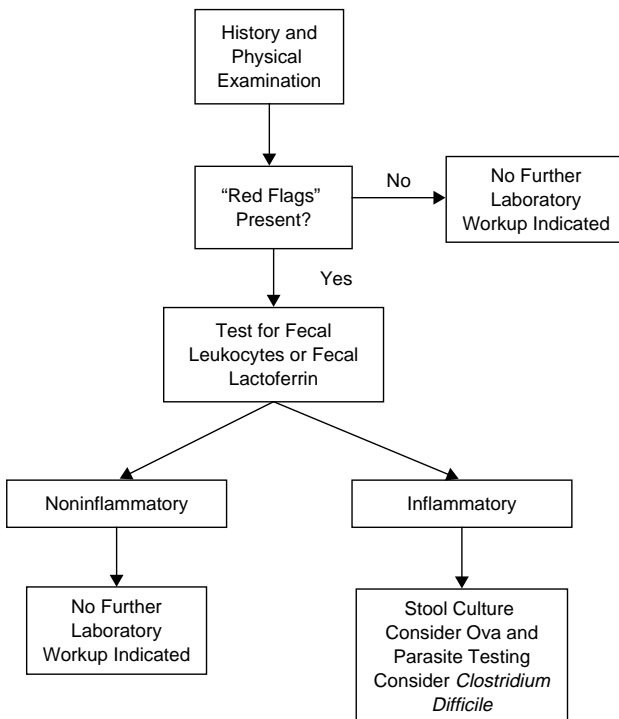 History and
Physical
Examination
“Red Flags”
Present?
No
No Further
Laboratory
Workup Indicated
Yes
Test for Fecal
Leukocytes or Fecal
Lactoferrin
Noninflammatory
Inflammatory
No Further
Laboratory
Workup Indicated
Stool Culture
Consider Ova and
Parasite Testing
Consider Clostridium
Difficile